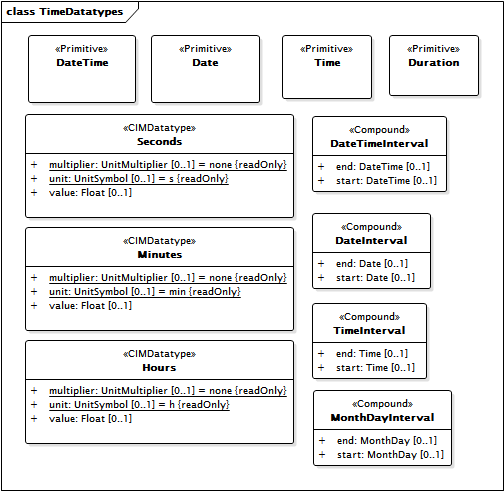 class TimeDatatypes
«Primitive»
DateTime
«Primitive»
Date
«Primitive»
Time
«Primitive»
Duration
«CIMDatatype»
Seconds
+ multiplier: UnitMultiplier [0..1] = none {readOnly}
+ unit: UnitSymbol [0..1] = s {readOnly}
+ value: Float [0..1]
«Compound»
DateTimeInterval
+ end: DateTime [0..1]
+ start: DateTime [0..1]
«CIMDatatype»
Minutes
+ multiplier: UnitMultiplier [0..1] = none {readOnly}
+ unit: UnitSymbol [0..1] = min {readOnly}
+ value: Float [0..1]
«Compound»
DateInterval
+ end: Date [0..1]
+ start: Date [0..1]
«Compound»
TimeInterval
+ end: Time [0..1]
+ start: Time [0..1]
«CIMDatatype»
Hours
+ multiplier: UnitMultiplier [0..1] = none {readOnly}
+ unit: UnitSymbol [0..1] = h {readOnly}
+ value: Float [0..1]
«Compound»
MonthDayInterval
+ end: MonthDay [0..1]
+ start: MonthDay [0..1]